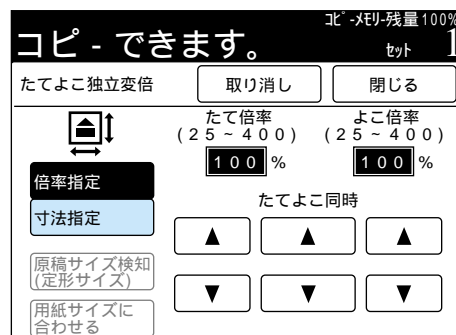 コピ-メモリ-残量100%
コピ-できます。
セット 1
たてよこ独立変倍
取り消し
閉じる
たて倍率
(25~400)
よこ倍率
(25~400)
100%
100%
倍率指定
寸法指定
たてよこ同時
▲ ▲ ▲
▼ ▼ ▼
原稿サイズ検知
(定形サイズ)
用紙サイズに
合わせる